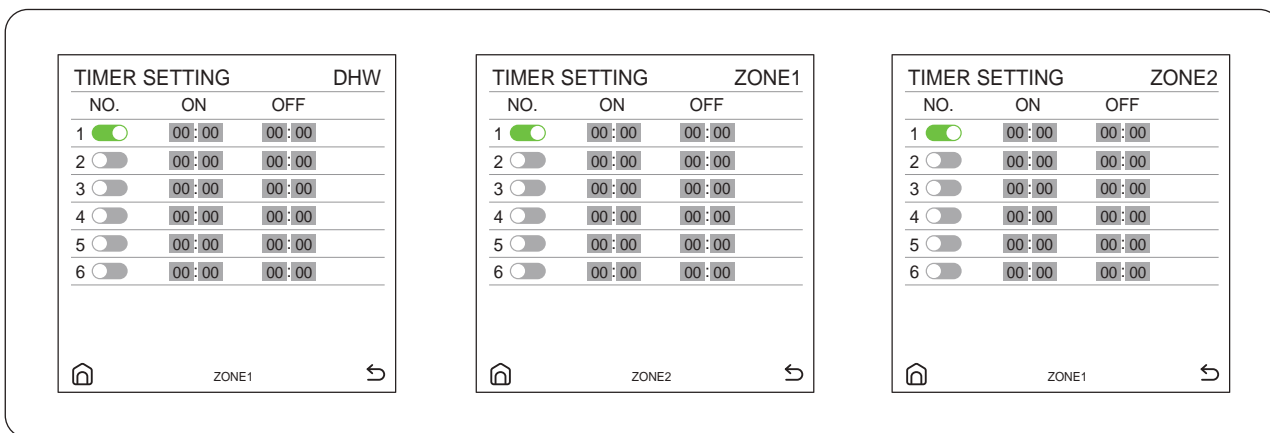 TIMER SETTING DHW
NO. ON OFF
1 00:00 00:00
2 00:00 00:00
3 00:00 00:00
4 00:00 00:00
5 00:00 00:00
6 00:00 00:00
ZONE1
TIMER SETTING ZONE1
NO. ON OFF
1 00:00 00:00
2 00:00 00:00
3 00:00 00:00
4 00:00 00:00
5 00:00 00:00
6 00:00 00:00
ZONE2
TIMER SETTING ZONE2
NO. ON OFF
1 00:00 00:00
2 00:00 00:00
3 00:00 00:00
4 00:00 00:00
5 00:00 00:00
6 00:00 00:00
ZONE1